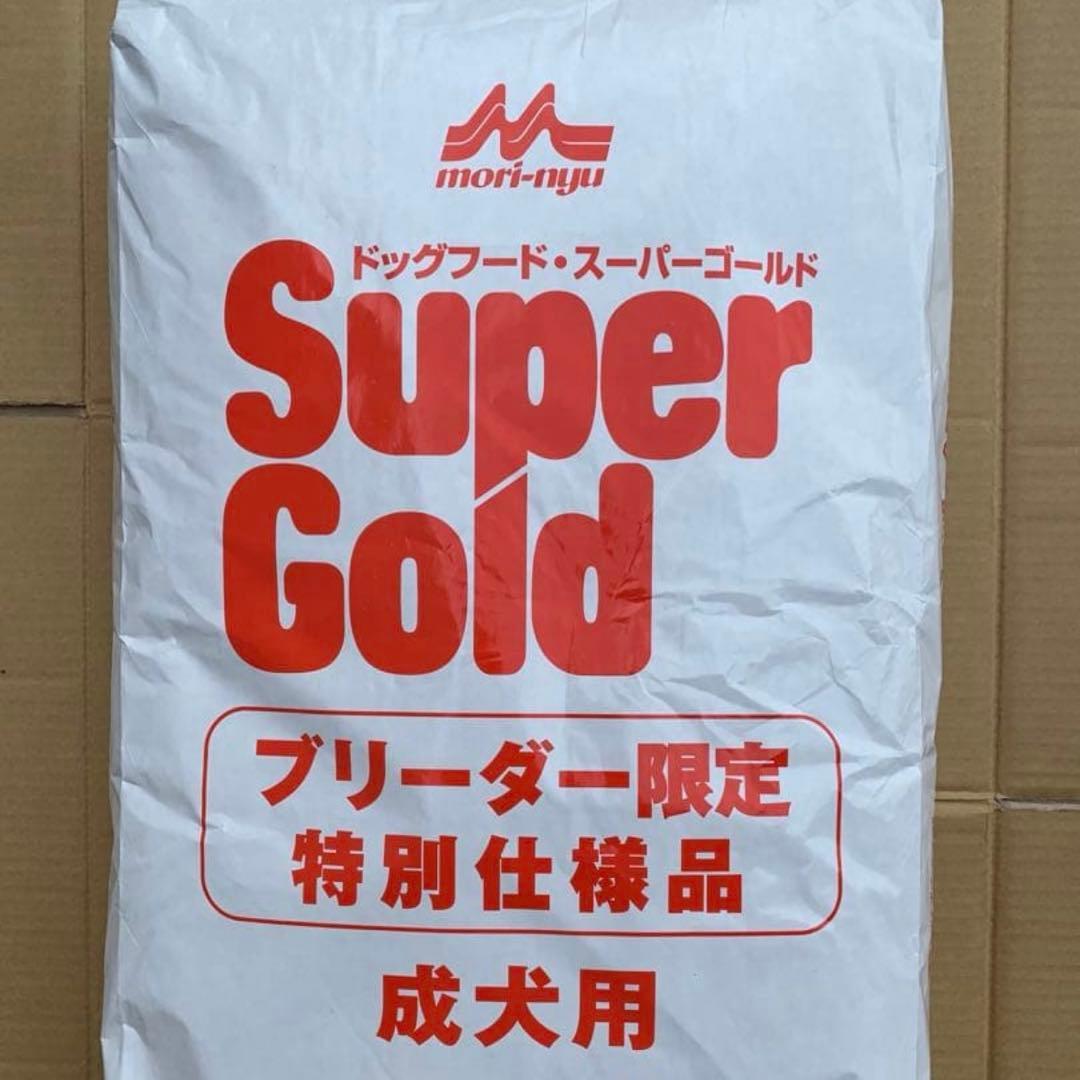 mori-nyu
ドッグフード・スーパーゴールド
Super
Gold
ブリーダー限定
特別仕様品
成犬用